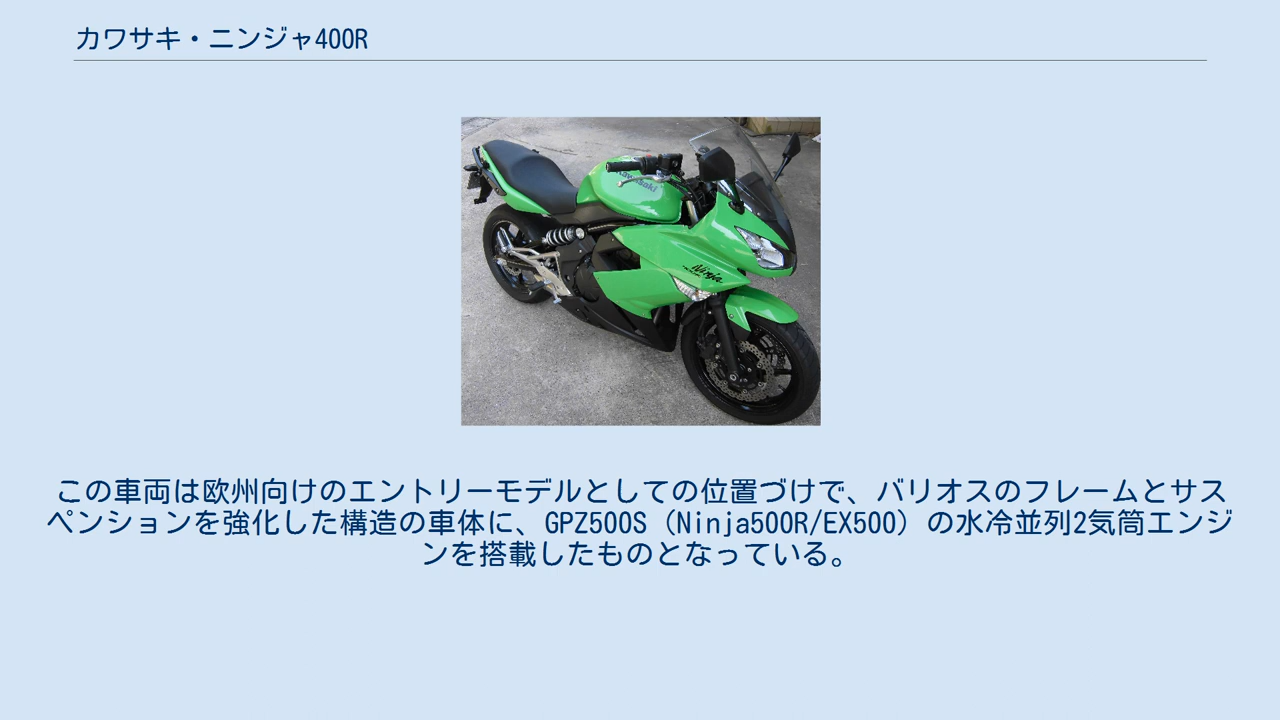 カワサキ・ニンジャ400R
Kawasaki
Ninja
この車両は欧州向けのエントリーモデルとしての位置づけで、バリオスのフレームとサス
ペンションを強化した構造の車体に、GPZ500S（Ninja500R/EX500）の水冷並列2気筒エンジ
ンを搭載したものとなっている。